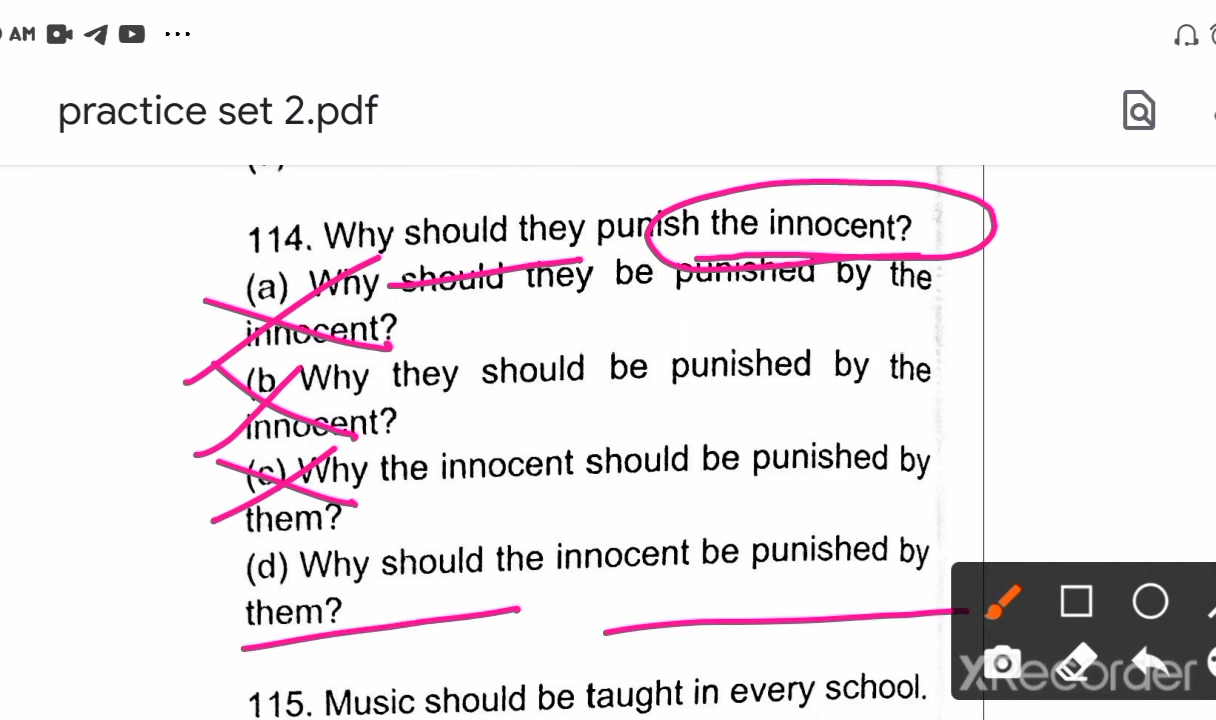 AM
practice set 2.pdf
114. Why should they punish the innocent?
(a) Why should they be punished by the
innocent?
(b Why they should be punished by the
innocent?
(c) Why the innocent should be punished by
them?
(d) Why should the innocent be punished by
them?
115. Music should be taught in every school.
XRecorder